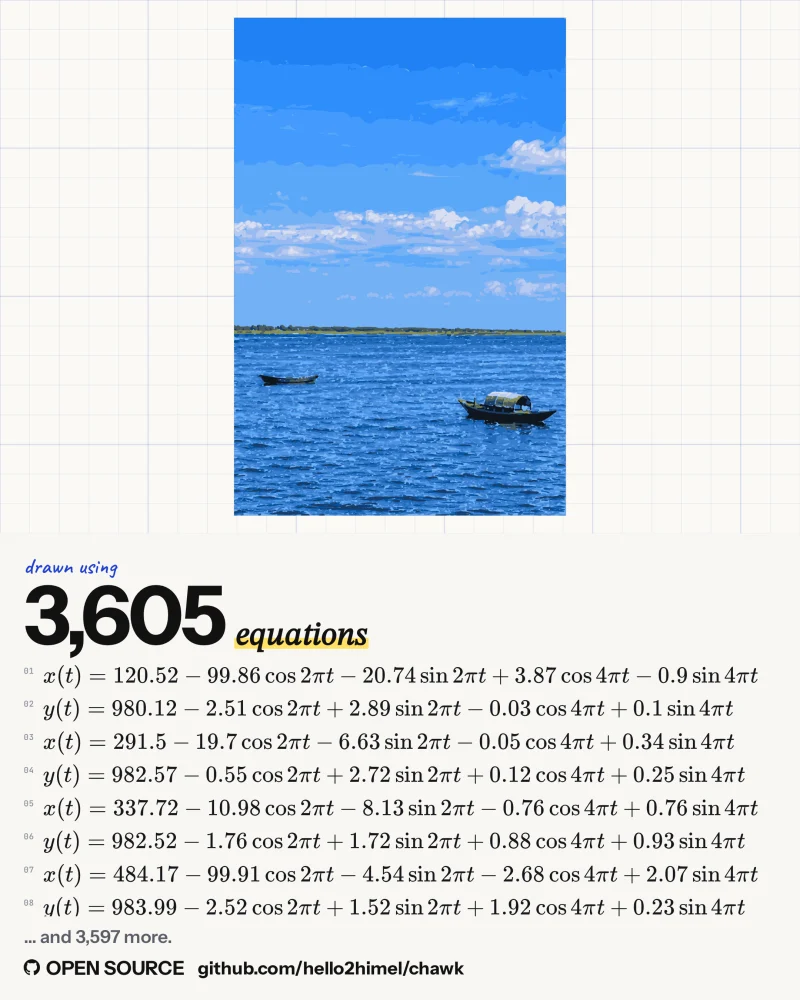 drawn using
3,605 equations
01 x(t) = 120.52 − 99.86 cos 2πt − 20.74 sin 2πt + 3.87 cos 4πt − 0.9 sin 4πt
02 y(t) = 980.12 − 2.51 cos 2πt + 2.89 sin 2πt − 0.03 cos 4πt + 0.1 sin 4πt
03 x(t) = 291.5 − 19.7 cos 2πt − 6.63 sin 2πt − 0.05 cos 4πt + 0.34 sin 4πt
04 y(t) = 982.57 − 0.55 cos 2πt + 2.72 sin 2πt + 0.12 cos 4πt + 0.25 sin 4πt
05 x(t) = 337.72 − 10.98 cos 2πt − 8.13 sin 2πt − 0.76 cos 4πt + 0.76 sin 4πt
06 y(t) = 982.52 − 1.76 cos 2πt + 1.72 sin 2πt + 0.88 cos 4πt + 0.93 sin 4πt
07 x(t) = 484.17 − 99.91 cos 2πt − 4.54 sin 2πt − 2.68 cos 4πt + 2.07 sin 4πt
08 y(t) = 983.99 − 2.52 cos 2πt + 1.52 sin 2πt + 1.92 cos 4πt + 0.23 sin 4πt
... and 3,597 more.
OPEN SOURCE github.com/hello2himel/chawk